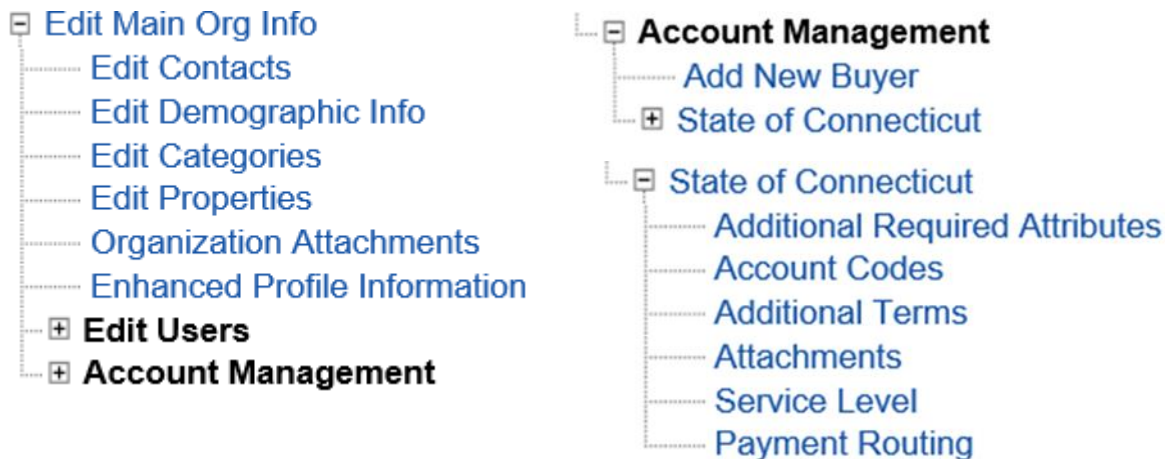 Edit Main Org Info
Edit Contacts
Edit Demographic Info
Edit Categories
Edit Properties
Organization Attachments
Enhanced Profile Information
Edit Users
Account Management
Account Management
Add New Buyer
State of Connecticut
State of Connecticut
Additional Required Attributes
Account Codes
Additional Terms
Attachments
Service Level
Payment Routing